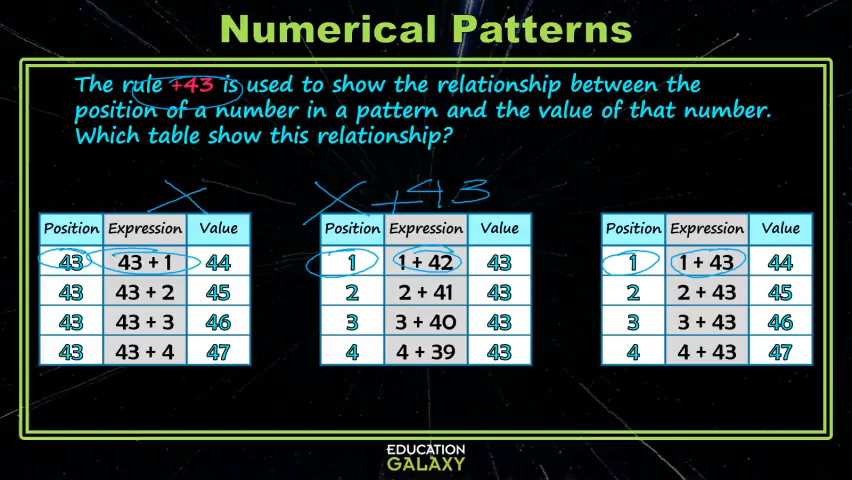 Numerical Patterns
The rule +43 is used to show the relationship between the
position of a number in a pattern and the value of that number.
Which table show this relationship?
X
X +43
Position Expression Value
43 43 + 1 44
43 43 + 2 45
43 43 + 3 46
43 43 + 4 47
Position Expression Value
1 1 + 42 43
2 2 + 41 43
3 3 + 40 43
4 4 + 39 43
Position Expression Value
1 1 + 43 44
2 2 + 43 45
3 3 + 43 46
4 4 + 43 47
EDUCATION
GALAXY